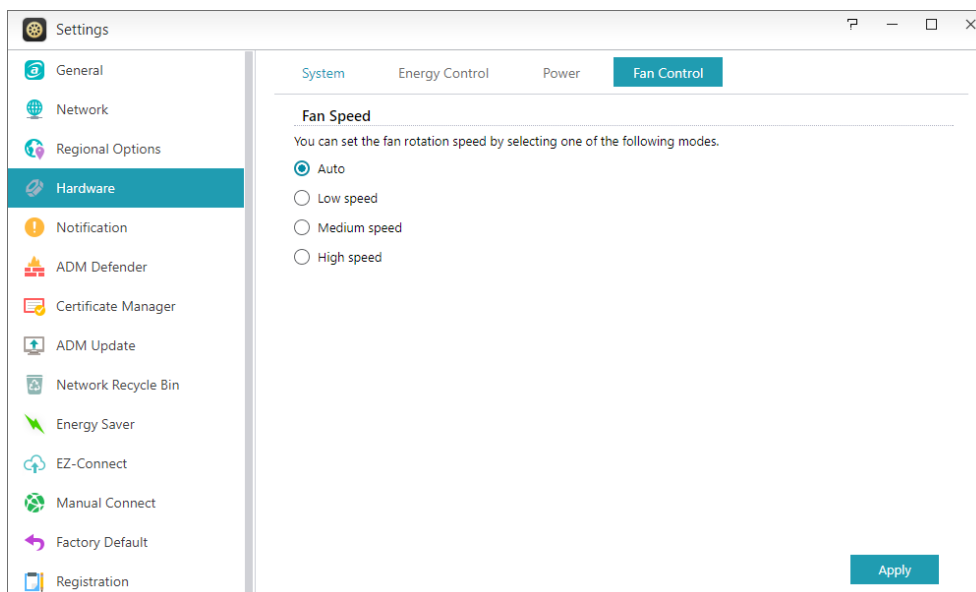 Settings
General
Network
Regional Options
Hardware
Notification
ADM Defender
Certificate Manager
ADM Update
Network Recycle Bin
Energy Saver
EZ-Connect
Manual Connect
Factory Default
Registration
System Energy Control Power Fan Control
Fan Speed
You can set the fan rotation speed by selecting one of the following modes.
Auto
Low speed
Medium speed
High speed
Apply